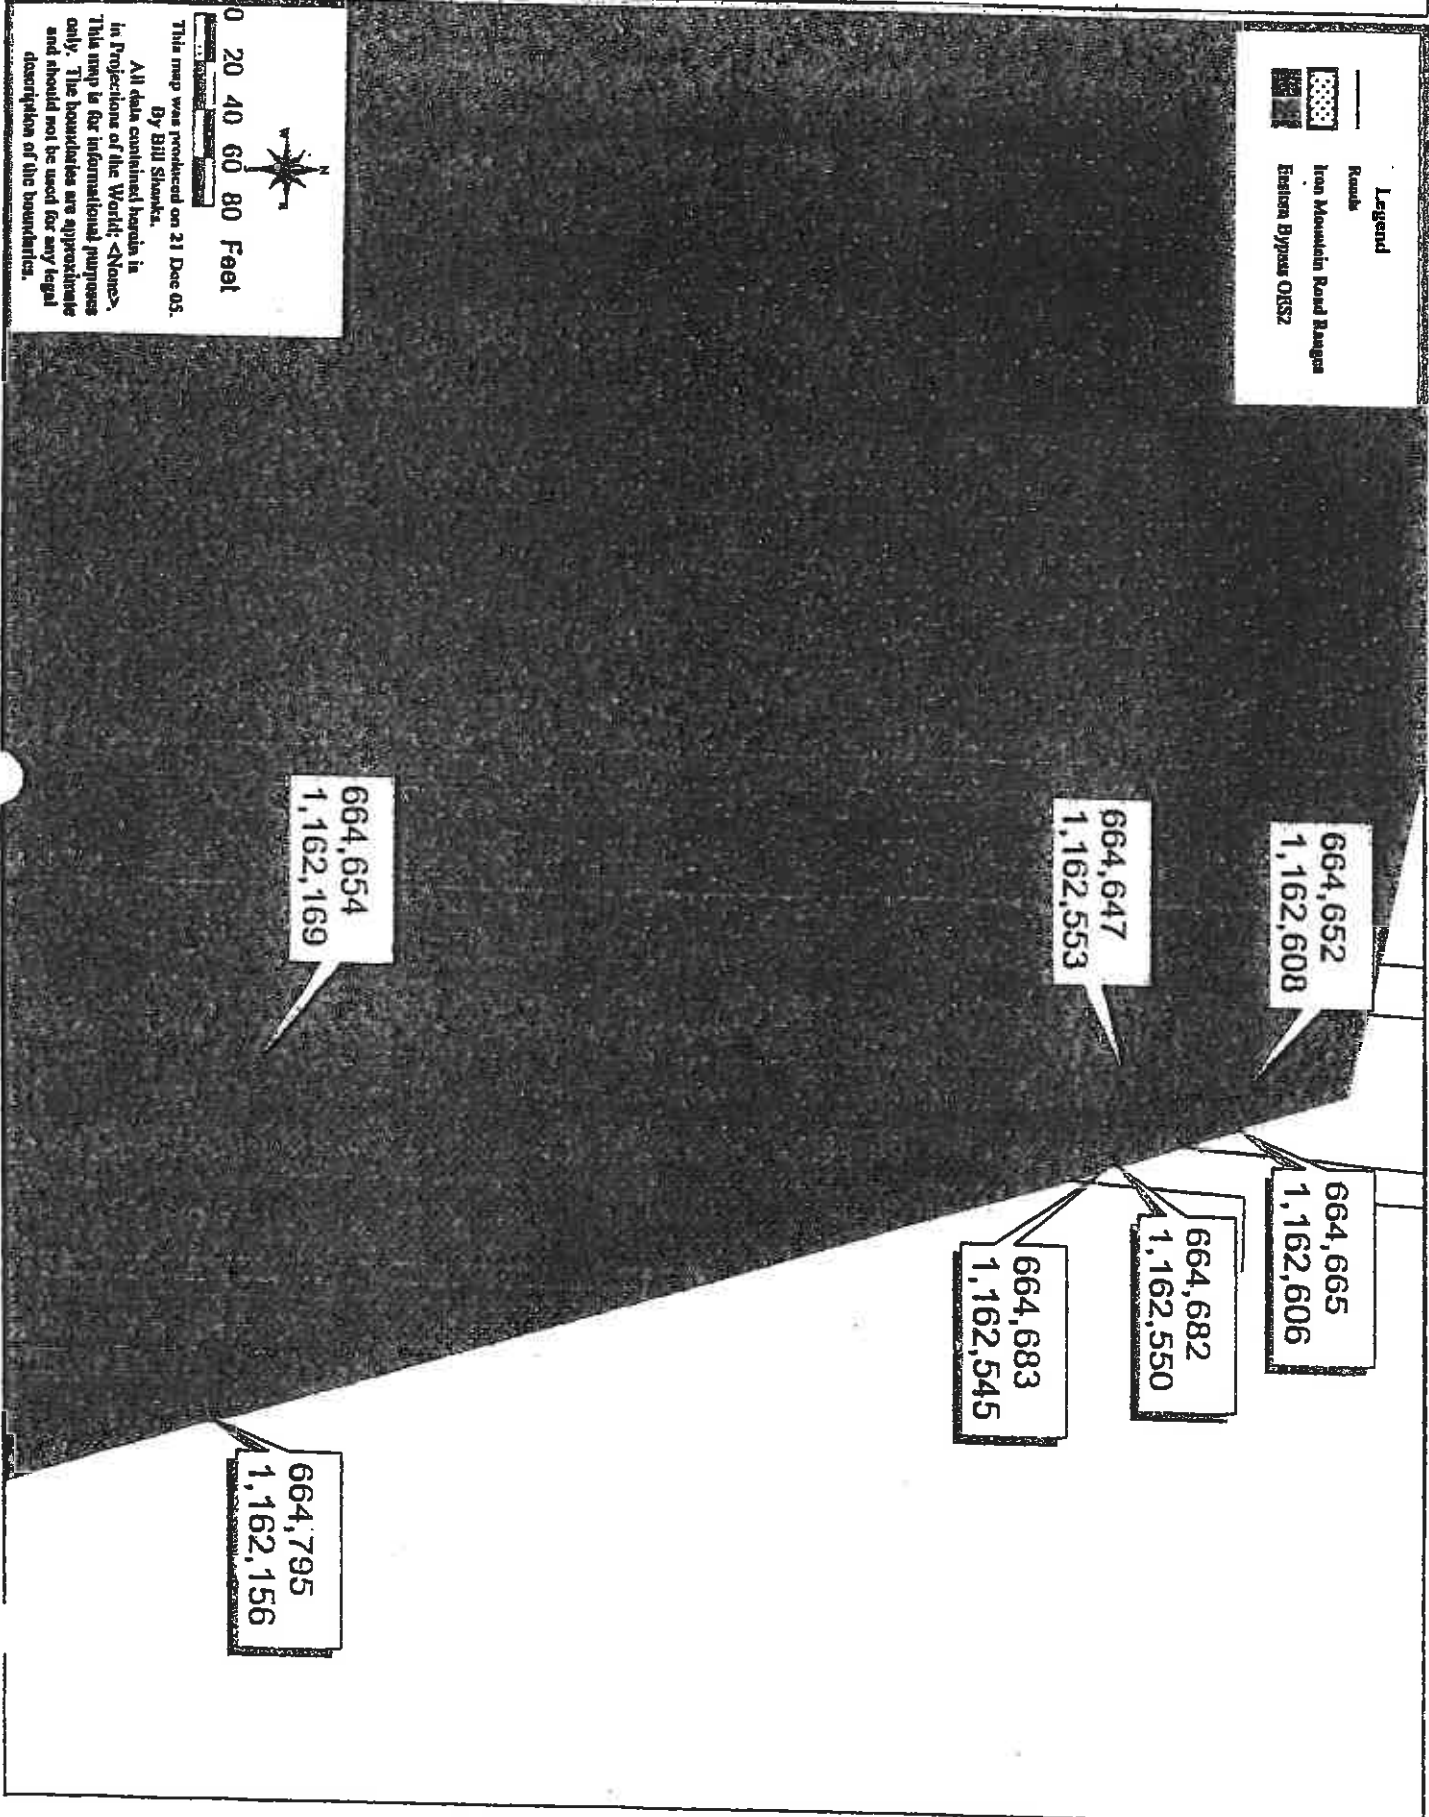 Legend
Roads
Iron Mountain Road Ranges
Eastern Bypass OES2
664,652
1,162,608
664,665
1,162,606
664,647
1,162,553
664,682
1,162,550
664,683
1,162,545
664,654
1,162,169
664,795
1,162,156
N
W
0 20 40 60 80 Feet
This map was produced on 21 Dec 05.
By Bill Shanks.
All data contained herein is
in Projections of the World; <None>.
This map is for informational purposes
only. The boundaries are approximate
and should not be used for any legal
description of the boundaries.